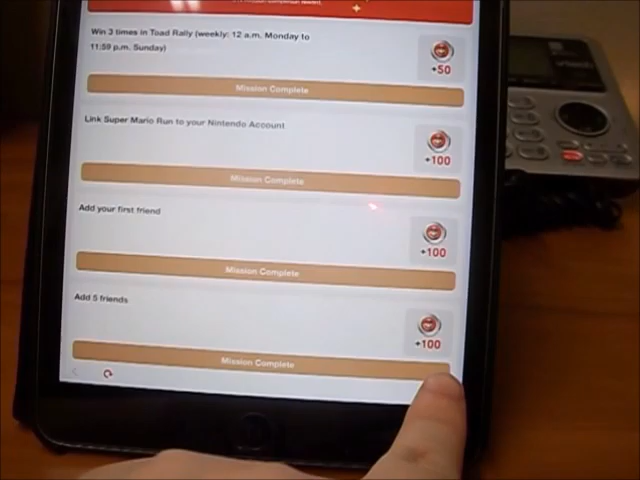 Win 3 times in Toad Rally (weekly: 12 a.m. Monday to
11:59 p.m. Sunday)
+50
Mission Complete
Link Super Mario Run to your Nintendo Account
+100
Mission Complete
Add your first friend
+100
Mission Complete
Add 5 friends
+100
Mission Complete